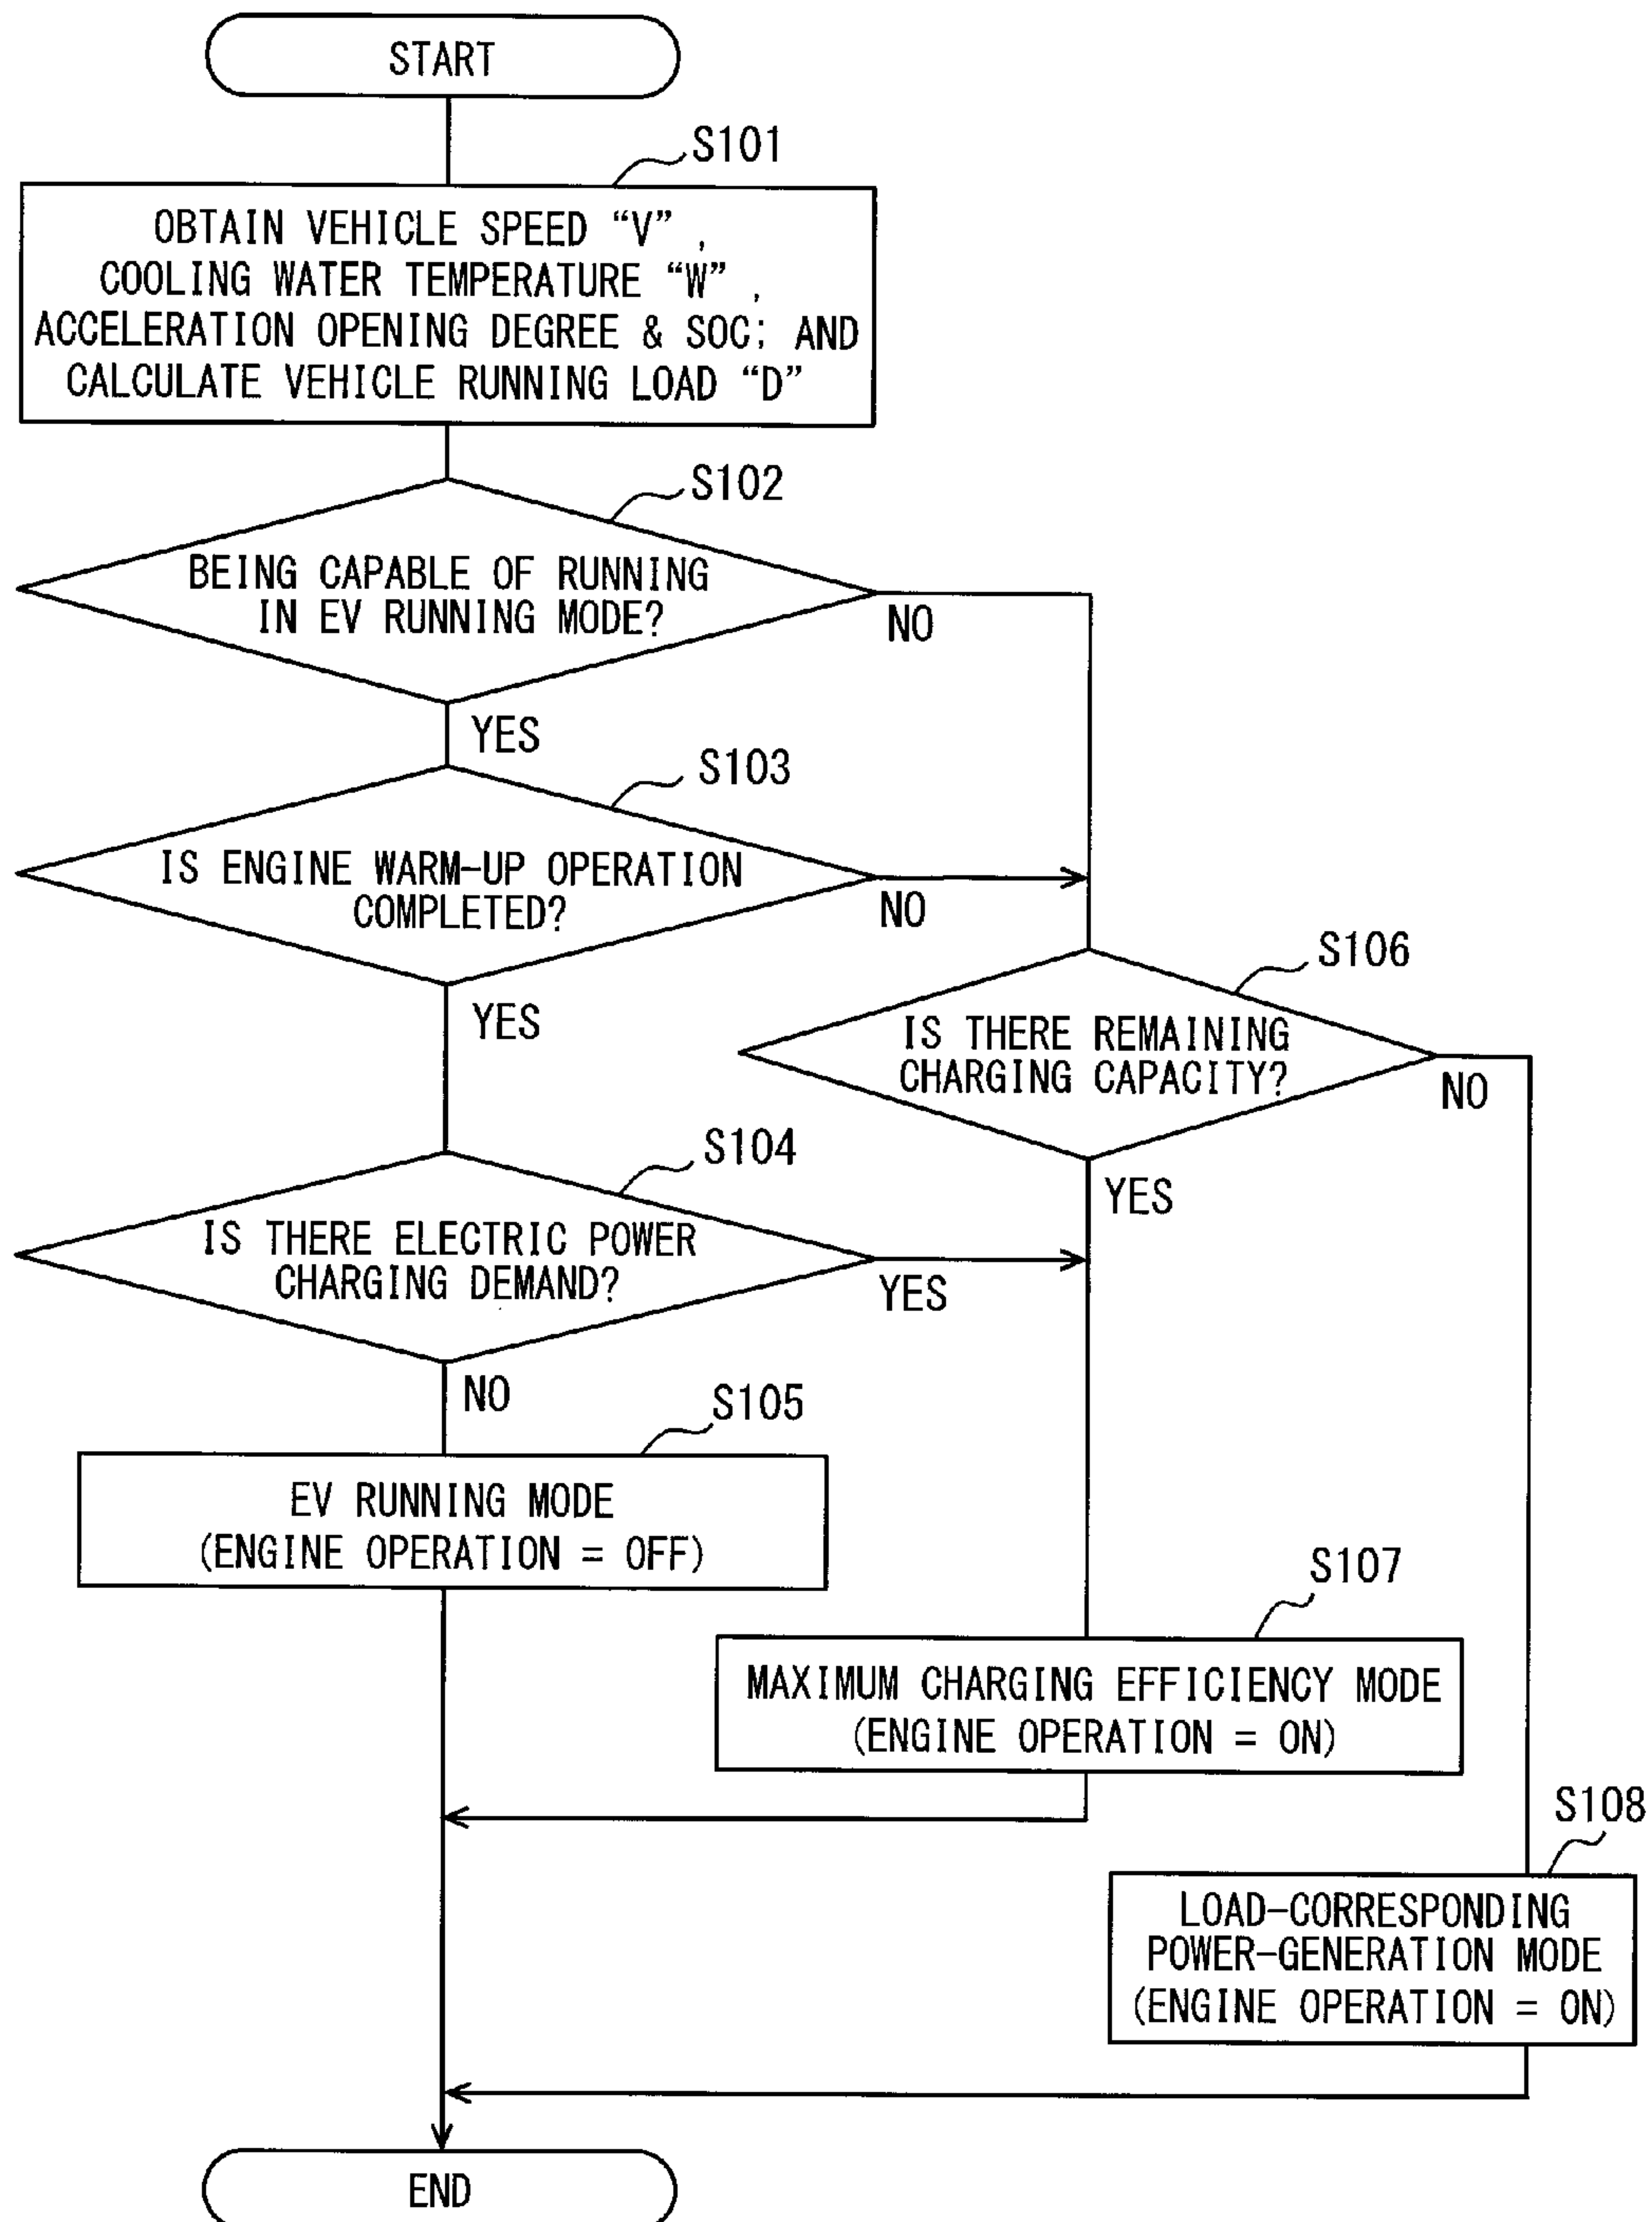 START
S101
OBTAIN VEHICLE SPEED “V”,
COOLING WATER TEMPERATURE “W”,
ACCELERATION OPENING DEGREE & SOC; AND
CALCULATE VEHICLE RUNNING LOAD “D”
S102
BEING CAPABLE OF RUNNING
IN EV RUNNING MODE?
NO
YES
S103
IS ENGINE WARM-UP OPERATION
COMPLETED?
NO
YES
S106
IS THERE REMAINING
CHARGING CAPACITY?
NO
YES
S104
IS THERE ELECTRIC POWER
CHARGING DEMAND?
YES
NO
S105
EV RUNNING MODE
(ENGINE OPERATION = OFF)
S107
MAXIMUM CHARGING EFFICIENCY MODE
(ENGINE OPERATION = ON)
S108
LOAD-CORRESPONDING
POWER-GENERATION MODE
(ENGINE OPERATION = ON)
END